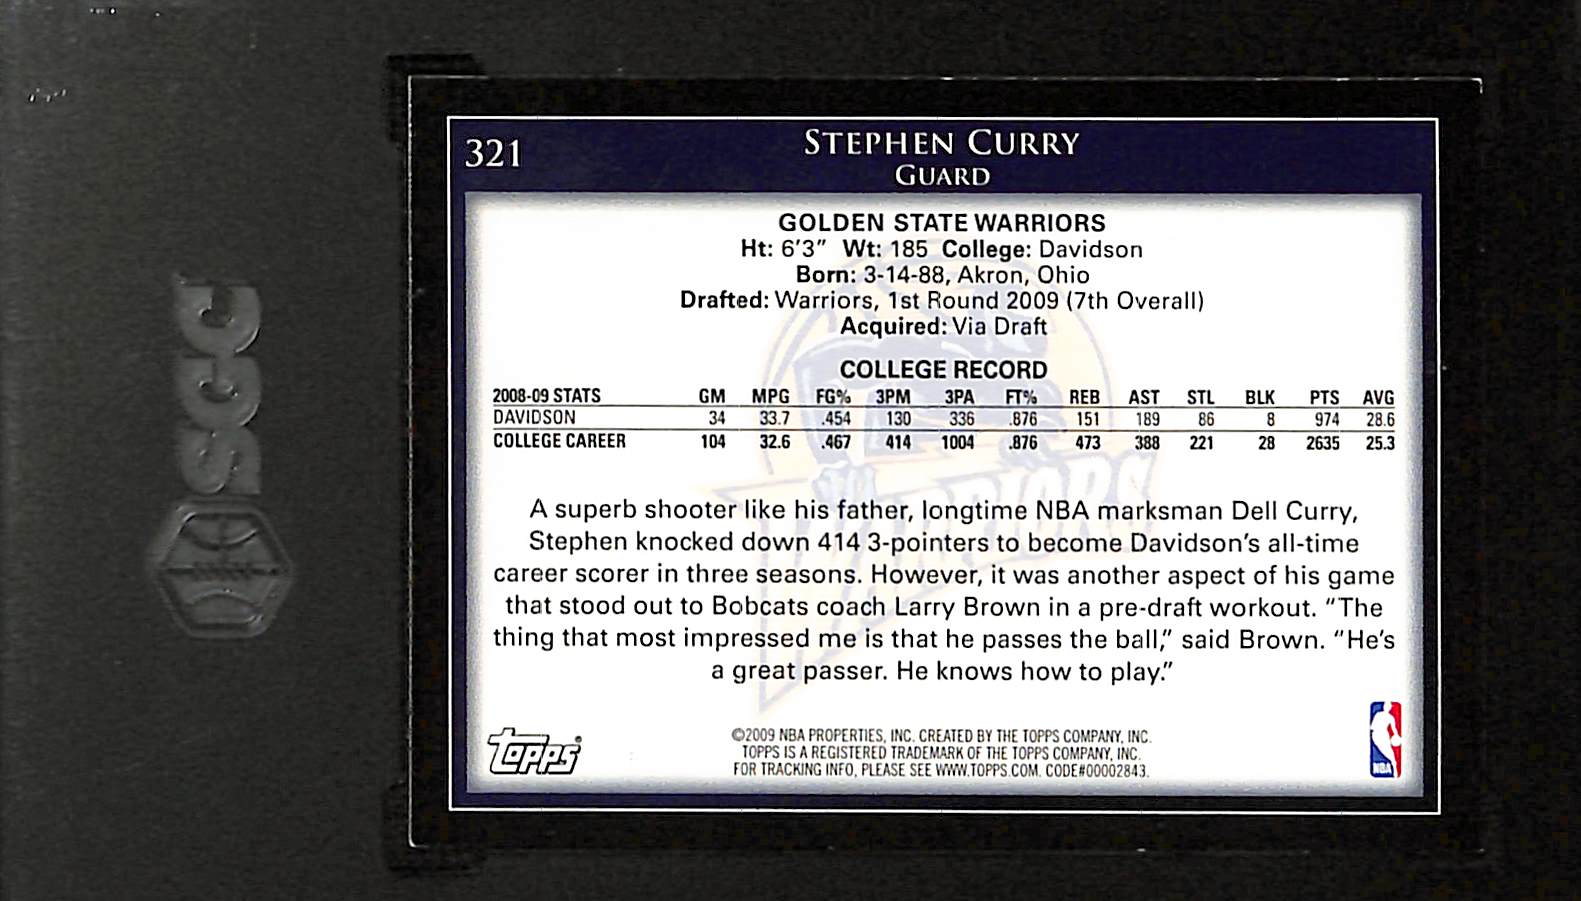 SGC
321
STEPHEN CURRY
GUARD
GOLDEN STATE WARRIORS
Ht: 6'3" Wt: 185 College: Davidson
Born: 3-14-88, Akron, Ohio
Drafted: Warriors, 1st Round 2009 (7th Overall)
Acquired: Via Draft
COLLEGE RECORD
2008-09 STATS GM MPG FG% 3PM 3PA FT% REB AST STL BLK PTS AVG
DAVIDSON 34 33.7 .454 130 336 .876 151 189 86 8 974 28.6
COLLEGE CAREER 104 32.6 .467 414 1004 .876 473 388 221 28 2635 25.3
WARRIORS
A superb shooter like his father, longtime NBA marksman Dell Curry,
Stephen knocked down 414 3-pointers to become Davidson's all-time
career scorer in three seasons. However, it was another aspect of his game
that stood out to Bobcats coach Larry Brown in a pre-draft workout. "The
thing that most impressed me is that he passes the ball," said Brown. "He's
a great passer. He knows how to play."
Topps®
©2009 NBA PROPERTIES, INC. CREATED BY THE TOPPS COMPANY, INC.
TOPPS IS A REGISTERED TRADEMARK OF THE TOPPS COMPANY, INC.
FOR TRACKING INFO, PLEASE SEE WWW.TOPPS.COM. CODE#00002843.
NBA